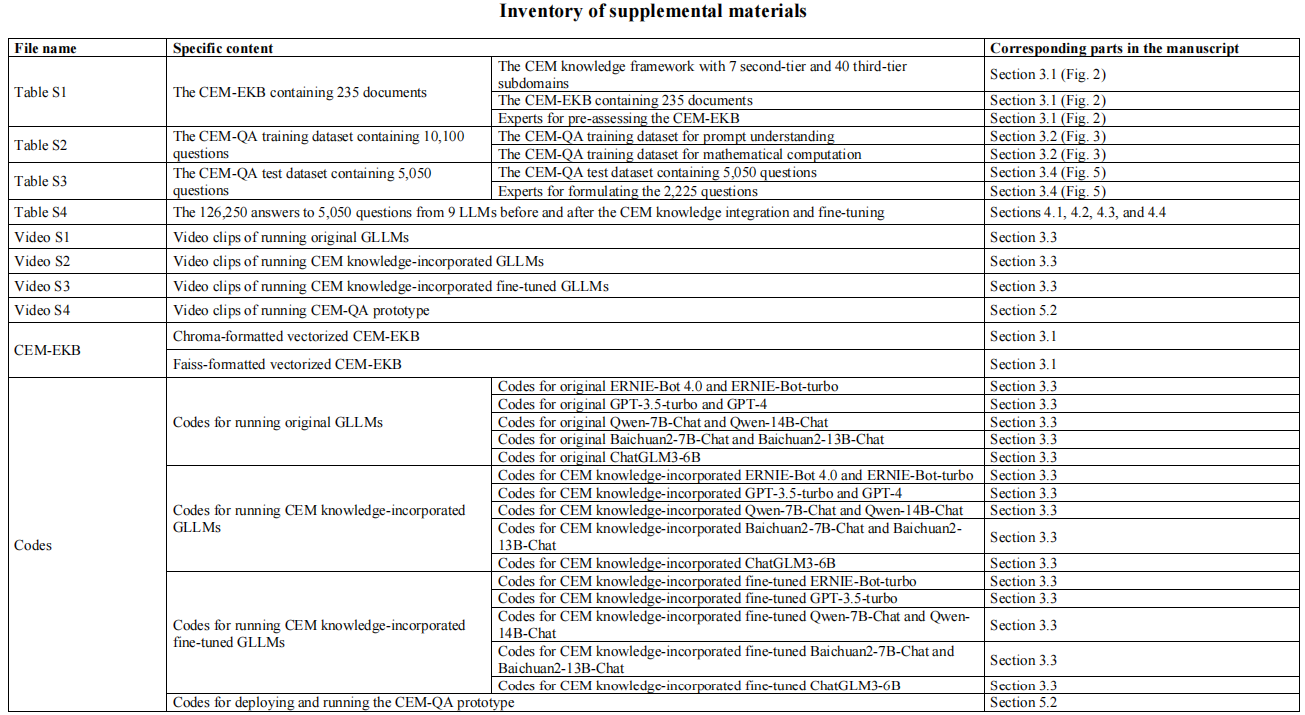 Inventory of supplemental materials
File name Specific content Corresponding parts in the manuscript
Table S1
The CEM-EKB containing 235 documents
The CEM knowledge framework with 7 second-tier and 40 third-tier
subdomains
Section 3.1 (Fig. 2)
The CEM-EKB containing 235 documents
Section 3.1 (Fig. 2)
Experts for pre-assessing the CEM-EKB
Section 3.1 (Fig. 2)
Table S2
The CEM-QA training dataset containing 10,100
questions
The CEM-QA training dataset for prompt understanding
Section 3.2 (Fig. 3)
The CEM-QA training dataset for mathematical computation
Section 3.2 (Fig. 3)
Table S3
The CEM-QA test dataset containing 5,050
questions
The CEM-QA test dataset containing 5,050 questions
Section 3.4 (Fig. 5)
Experts for formulating the 2,225 questions
Section 3.4 (Fig. 5)
Table S4
The 126,250 answers to 5,050 questions from 9 LLMs before and after the CEM knowledge integration and fine-tuning
Sections 4.1, 4.2, 4.3, and 4.4
Video S1
Video clips of running original GLLMs
Section 3.3
Video S2
Video clips of running CEM knowledge-incorporated GLLMs
Section 3.3
Video S3
Video clips of running CEM knowledge-incorporated fine-tuned GLLMs
Section 3.3
Video S4
Video clips of running CEM-QA prototype
Section 5.2
CEM-EKB
Chroma-formatted vectorized CEM-EKB
Section 3.1
Faiss-formatted vectorized CEM-EKB
Section 3.1
Codes
Codes for running original GLLMs
Codes for original ERNIE-Bot 4.0 and ERNIE-Bot-turbo
Section 3.3
Codes for original GPT-3.5-turbo and GPT-4
Section 3.3
Codes for original Qwen-7B-Chat and Qwen-14B-Chat
Section 3.3
Codes for original Baichuan2-7B-Chat and Baichuan2-13B-Chat
Section 3.3
Codes for original ChatGLM3-6B
Section 3.3
Codes for running CEM knowledge-incorporated
GLLMs
Codes for CEM knowledge-incorporated ERNIE-Bot 4.0 and ERNIE-Bot-turbo
Section 3.3
Codes for CEM knowledge-incorporated GPT-3.5-turbo and GPT-4
Section 3.3
Codes for CEM knowledge-incorporated Qwen-7B-Chat and Qwen-14B-Chat
Section 3.3
Codes for CEM knowledge-incorporated Baichuan2-7B-Chat and Baichuan2-
13B-Chat
Section 3.3
Codes for CEM knowledge-incorporated ChatGLM3-6B
Section 3.3
Codes for running CEM knowledge-incorporated
fine-tuned GLLMs
Codes for CEM knowledge-incorporated fine-tuned ERNIE-Bot-turbo
Section 3.3
Codes for CEM knowledge-incorporated fine-tuned GPT-3.5-turbo
Section 3.3
Codes for CEM knowledge-incorporated fine-tuned Qwen-7B-Chat and Qwen-
14B-Chat
Section 3.3
Codes for CEM knowledge-incorporated fine-tuned Baichuan2-7B-Chat and
Baichuan2-13B-Chat
Section 3.3
Codes for CEM knowledge-incorporated fine-tuned ChatGLM3-6B
Section 3.3
Codes for deploying and running the CEM-QA prototype
Section 5.2